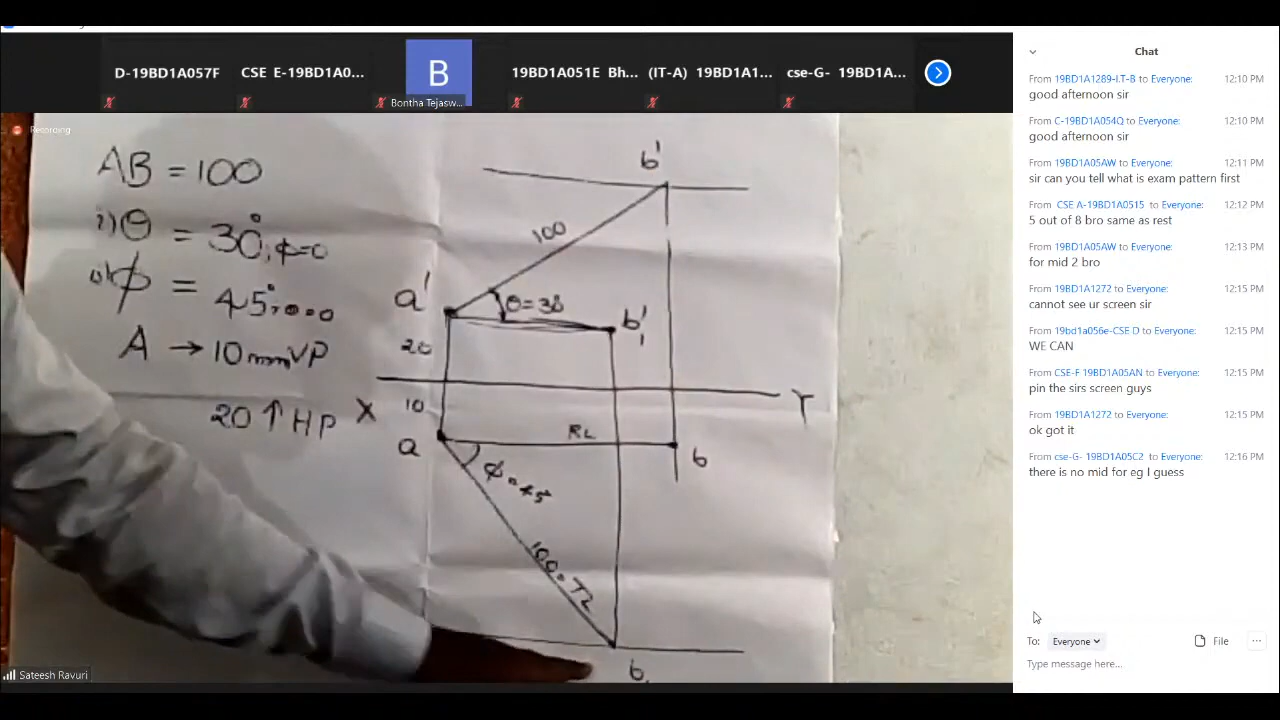 D-19BD1A057F
CSE E-19BD1A0...
B
Bontha Tejasw...
19BD1A051E Bh...
(IT-A) 19BD1A1...
cse-G- 19BD1A...
Recording
AB = 100
i) θ = 30°, ϕ=0
ϕ = 45°, θ=0
A → 10mm VP
20 ↑ HP
b'
100
a'
θ=30
b'₁
20
X
Y
10
a
RL
b
ϕ=45
100=TL
b₁
Sateesh Ravuri
Chat
From 19BD1A1289-I.T-B to Everyone: 12:10 PM
good afternoon sir
From C-19BD1A054Q to Everyone: 12:10 PM
good afternoon sir
From 19BD1A05AW to Everyone: 12:11 PM
sir can you tell what is exam pattern first
From CSE A-19BD1A0515 to Everyone: 12:12 PM
5 out of 8 bro same as rest
From 19BD1A05AW to Everyone: 12:13 PM
for mid 2 bro
From 19BD1A1272 to Everyone: 12:15 PM
cannot see ur screen sir
From 19bd1a056e-CSE D to Everyone: 12:15 PM
WE CAN
From CSE-F 19BD1A05AN to Everyone: 12:15 PM
pin the sirs screen guys
From 19BD1A1272 to Everyone: 12:15 PM
ok got it
From cse-G- 19BD1A05C2 to Everyone: 12:16 PM
there is no mid for eg I guess
To: Everyone
File
...
Type message here...